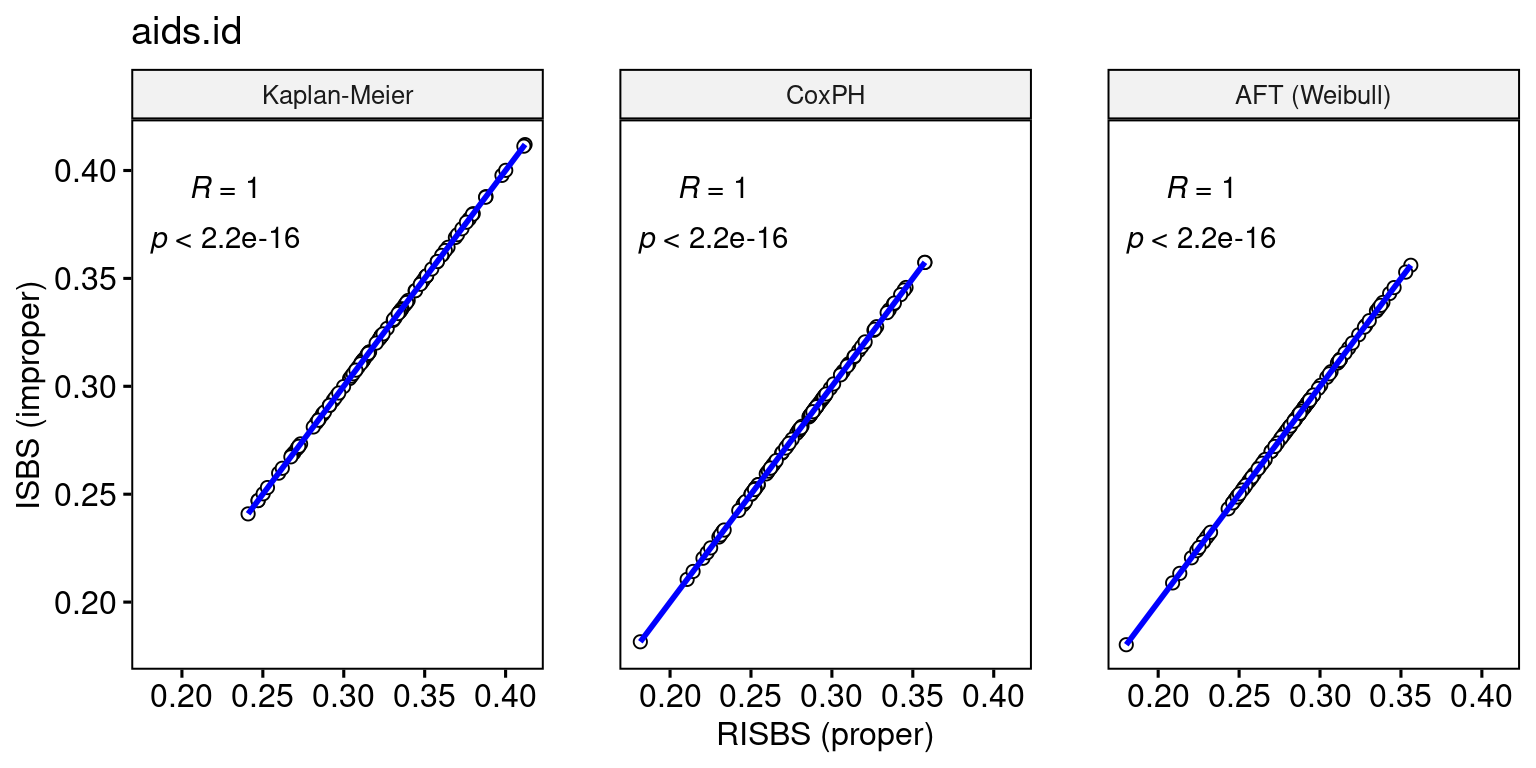 aids.id
Kaplan-Meier
CoxPH
AFT (Weibull)
ISBS (improper)
0.40
0.35
0.30
0.25
0.20
R = 1
p < 2.2e-16
R = 1
p < 2.2e-16
R = 1
p < 2.2e-16
0.20 0.25 0.30 0.35 0.40
0.20 0.25 0.30 0.35 0.40
0.20 0.25 0.30 0.35 0.40
RISBS (proper)